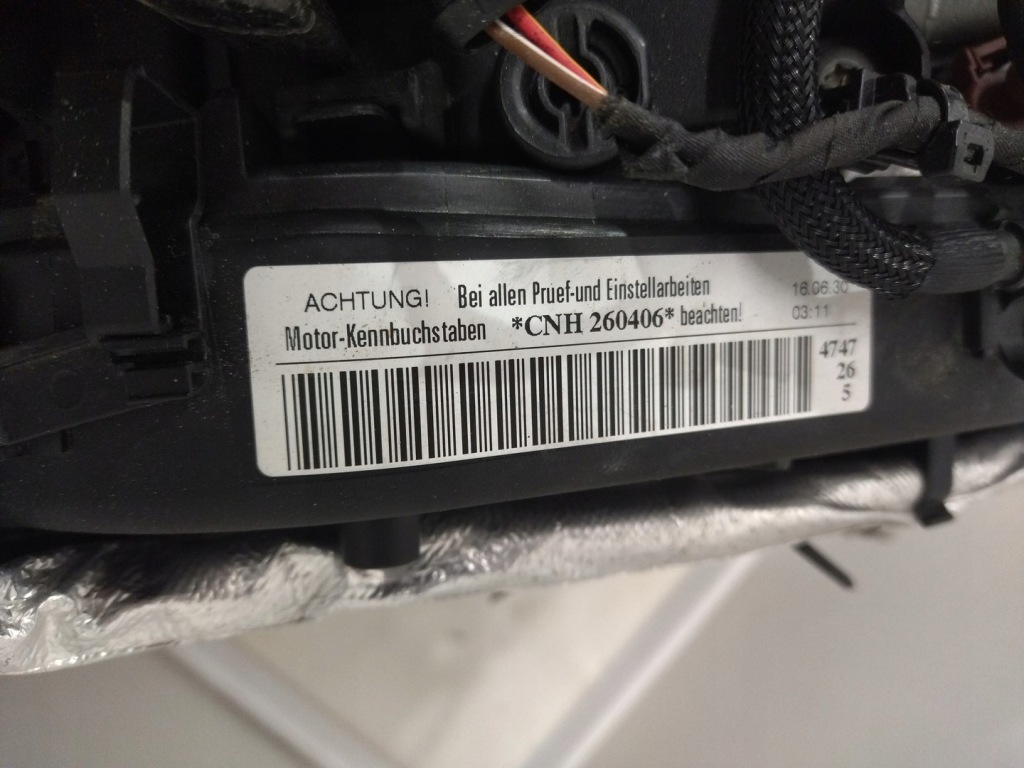 ACHTUNG! Bei allen Pruef-und Einstellarbeiten 16.06.30
Motor-Kennbuchstaben *CNH 260406* beachten! 03:11
4747
26
5